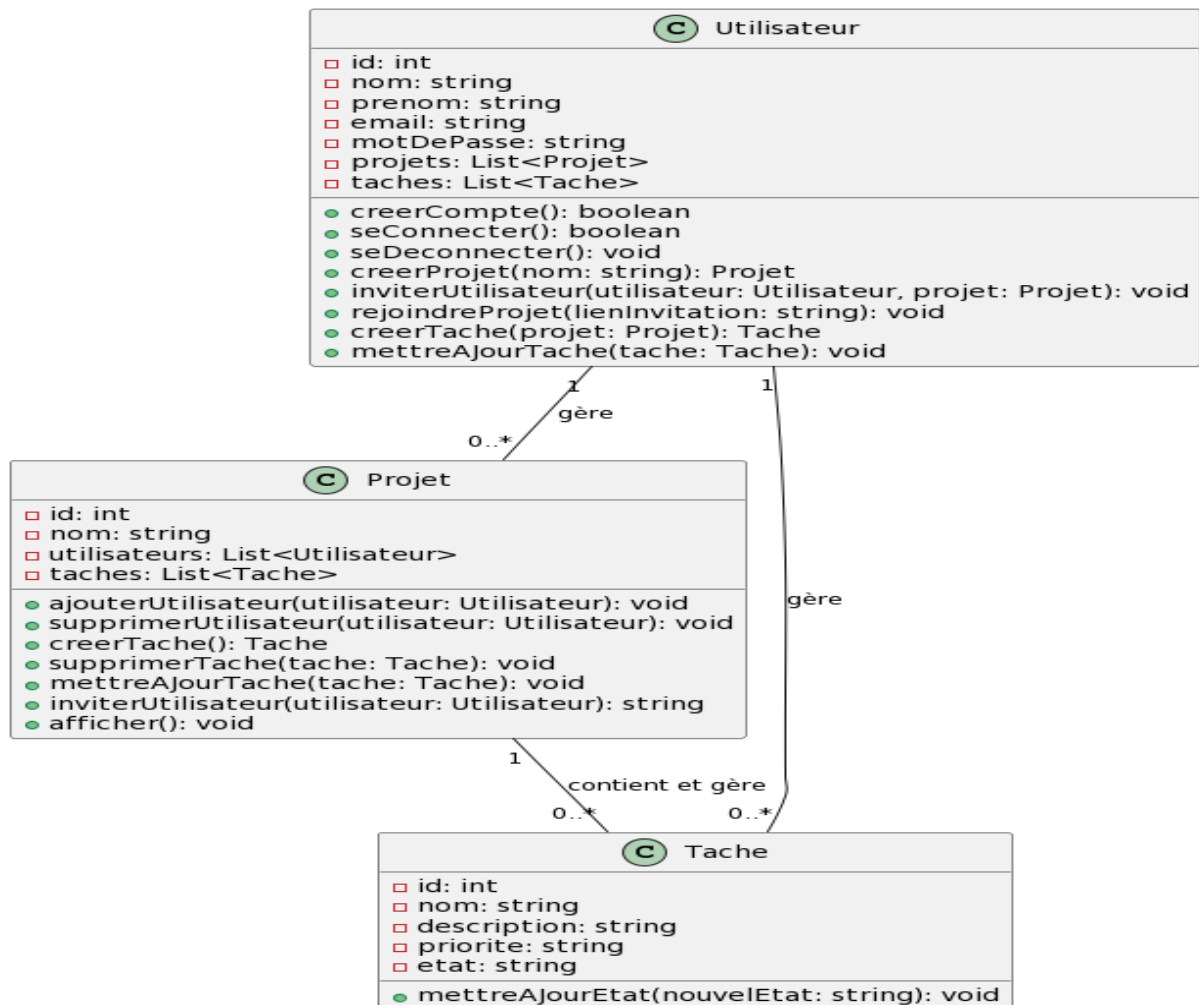 C Utilisateur
id: int
nom: string
prenom: string
email: string
motDePasse: string
projets: List<Projet>
taches: List<Tache>
creerCompte(): boolean
seConnecter(): boolean
seDeconnecter(): void
creerProjet(nom: string): Projet
inviterUtilisateur(utilisateur: Utilisateur, projet: Projet): void
rejoindreProjet(lienInvitation: string): void
creerTache(projet: Projet): Tache
mettreAJourTache(tache: Tache): void
1
1
gère
0..*
C Projet
id: int
nom: string
utilisateurs: List<Utilisateur>
taches: List<Tache>
ajouterUtilisateur(utilisateur: Utilisateur): void
supprimerUtilisateur(utilisateur: Utilisateur): void
creerTache(): Tache
supprimerTache(tache: Tache): void
mettreAJourTache(tache: Tache): void
inviterUtilisateur(utilisateur: Utilisateur): string
afficher(): void
gère
1
contient et gère
0..*
0..*
C Tache
id: int
nom: string
description: string
priorite: string
etat: string
mettreAJourEtat(nouvelEtat: string): void